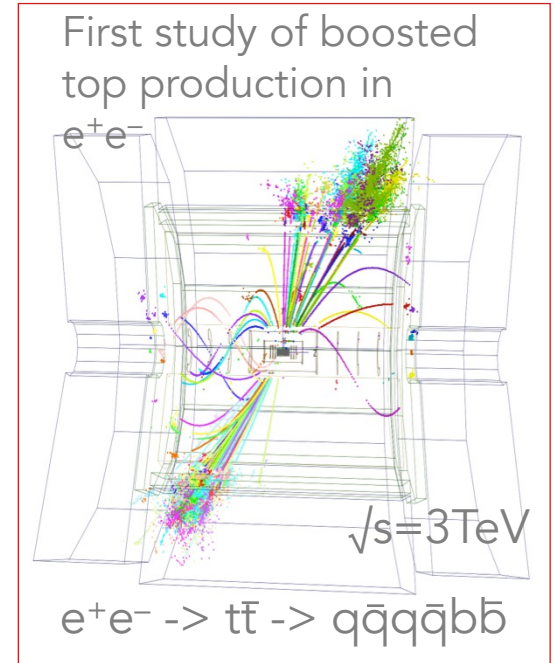 First study of boosted
top production in
e⁺e⁻
√s=3TeV
e⁺e⁻ -> tt̄ -> qq̄qq̄bb̄